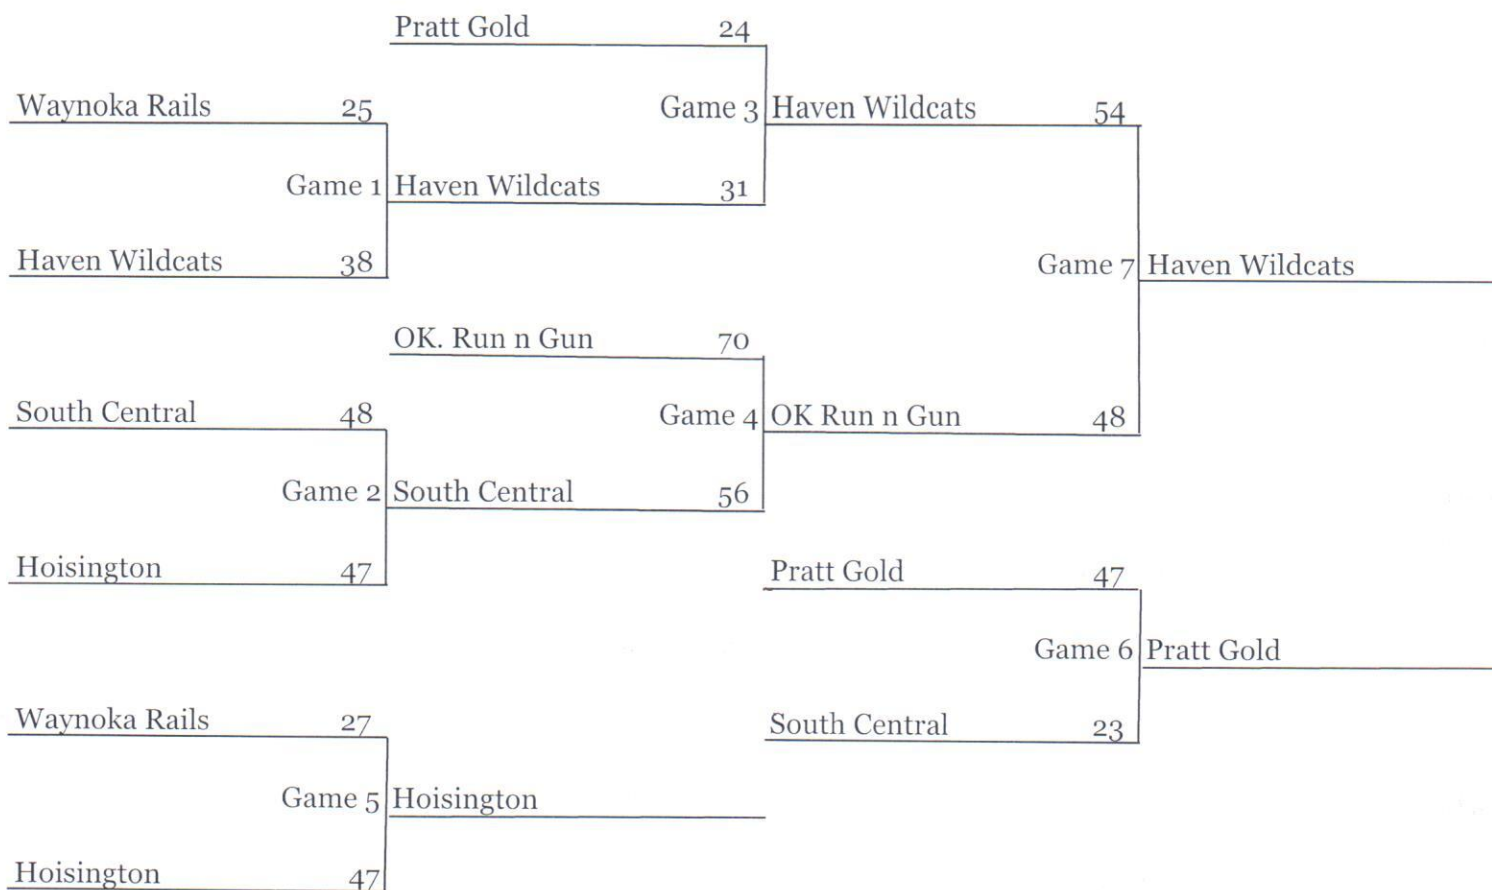 Pratt Gold 24
Waynoka Rails 25
Game 3 Haven Wildcats 54
Game 1 Haven Wildcats 31
Haven Wildcats 38
Game 7 Haven Wildcats
OK. Run n Gun 70
South Central 48
Game 4 OK Run n Gun 48
Game 2 South Central 56
Hoisington 47
Pratt Gold 47
Game 6 Pratt Gold
Waynoka Rails 27
South Central 23
Game 5 Hoisington
Hoisington 47